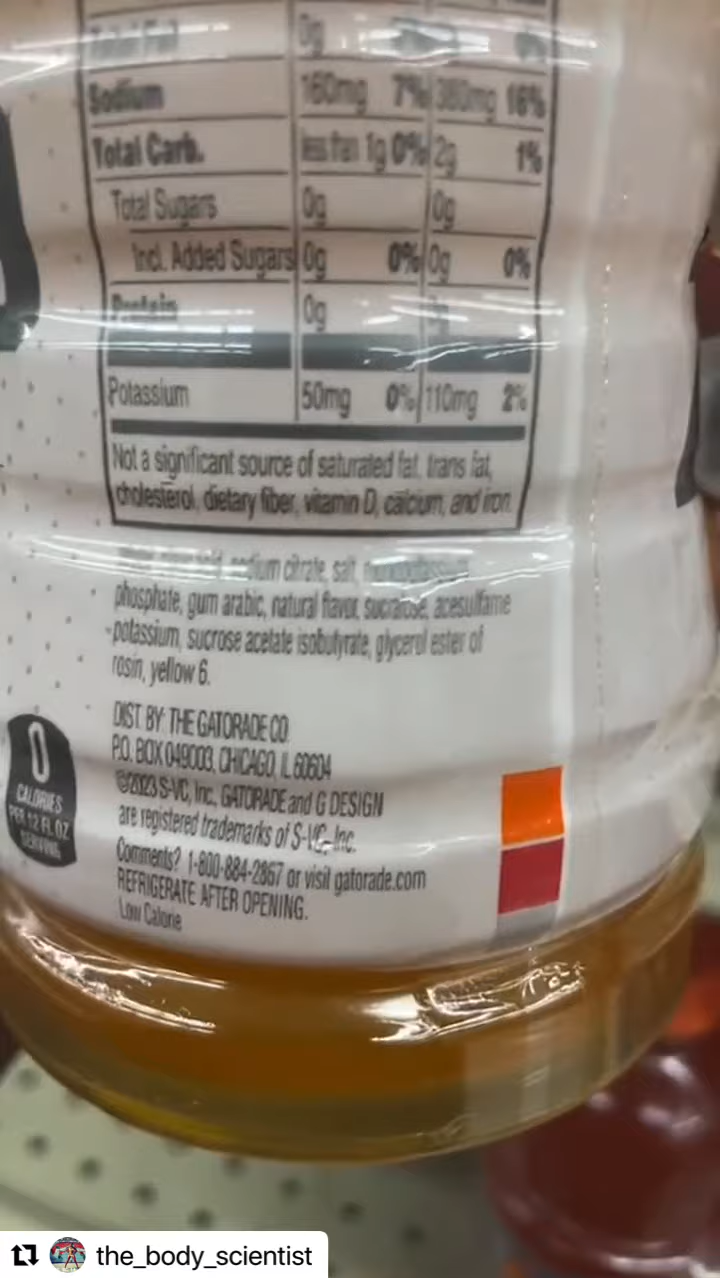 Total Fat 0g 0%
Sodium 160mg 7% 380mg 16%
Total Carb. less than 1g 0% 2g 1%
Total Sugars 0g 0g
Incl. Added Sugars 0g 0% 0g 0%
Protein 0g 0g
Potassium 50mg 0% 110mg 2%
Not a significant source of saturated fat, trans fat,
cholesterol, dietary fiber, vitamin D, calcium, and iron.
sodium citrate, salt, monopotassium
phosphate, gum arabic, natural flavor, sucralose, acesulfame
potassium, sucrose acetate isobutyrate, glycerol ester of
rosin, yellow 6.
DIST. BY: THE GATORADE CO.
P.O. BOX 049003, CHICAGO, IL 60604
©2023 S-VC, Inc. GATORADE and G DESIGN
are registered trademarks of S-VC, Inc.
Comments? 1-800-884-2867 or visit gatorade.com
REFRIGERATE AFTER OPENING.
Low Calorie
0
CALORIES
PER 12 FL OZ
SERVING
the_body_scientist